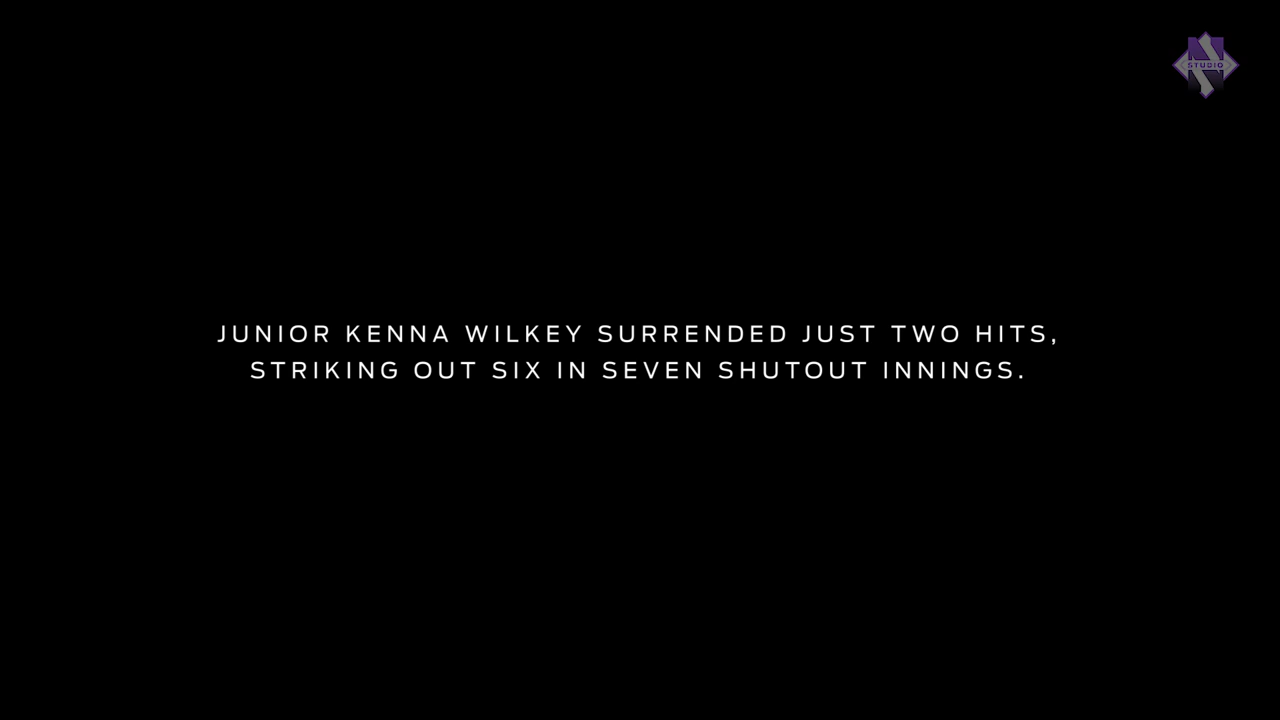 STUDIO
JUNIOR KENNA WILKEY SURRENDED JUST TWO HITS,
STRIKING OUT SIX IN SEVEN SHUTOUT INNINGS.